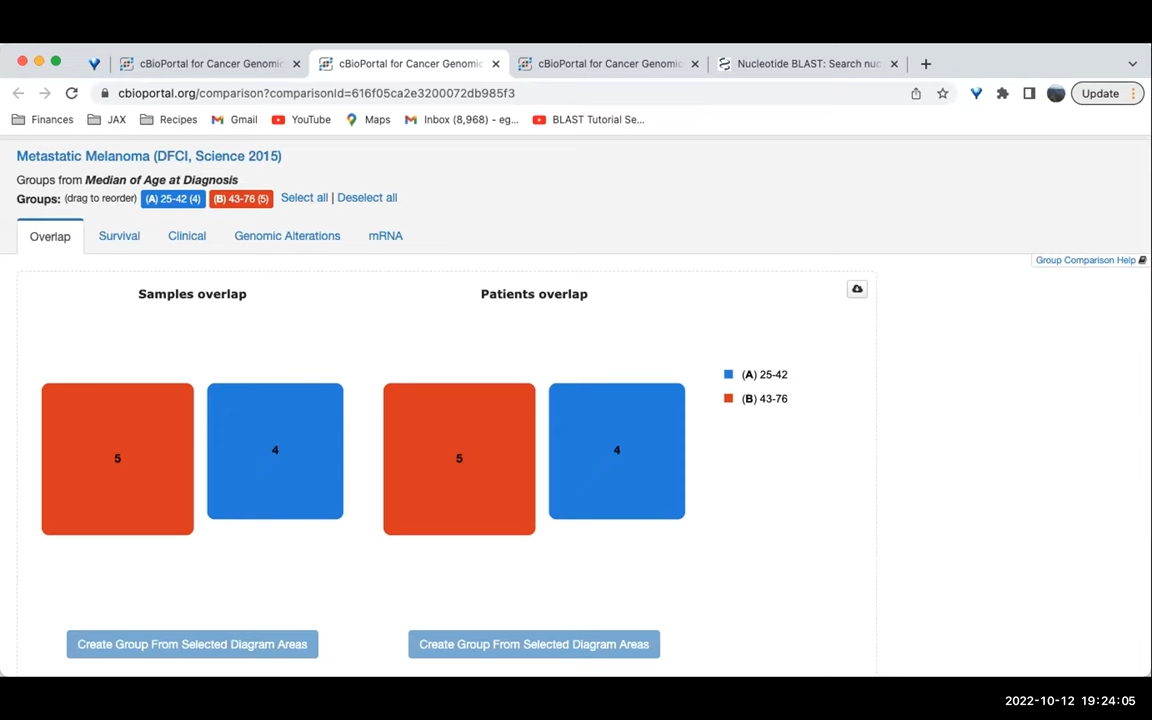 cBioPortal for Cancer Genomic
cBioPortal for Cancer Genomic
cBioPortal for Cancer Genomic
Nucleotide BLAST: Search nuc
cbioportal.org/comparison?comparisonId=616f05ca2e3200072db985f3
Update
Finances JAX Recipes Gmail YouTube Maps Inbox (8,968) - eg... BLAST Tutorial Se...
Metastatic Melanoma (DFCI, Science 2015)
Groups from Median of Age at Diagnosis
Groups: (drag to reorder) (A) 25-42 (4) (B) 43-76 (5) Select all | Deselect all
Overlap Survival Clinical Genomic Alterations mRNA
Group Comparison Help
Samples overlap
Patients overlap
(A) 25-42
(B) 43-76
5
4
5
4
Create Group From Selected Diagram Areas
Create Group From Selected Diagram Areas
2022-10-12 19:24:05